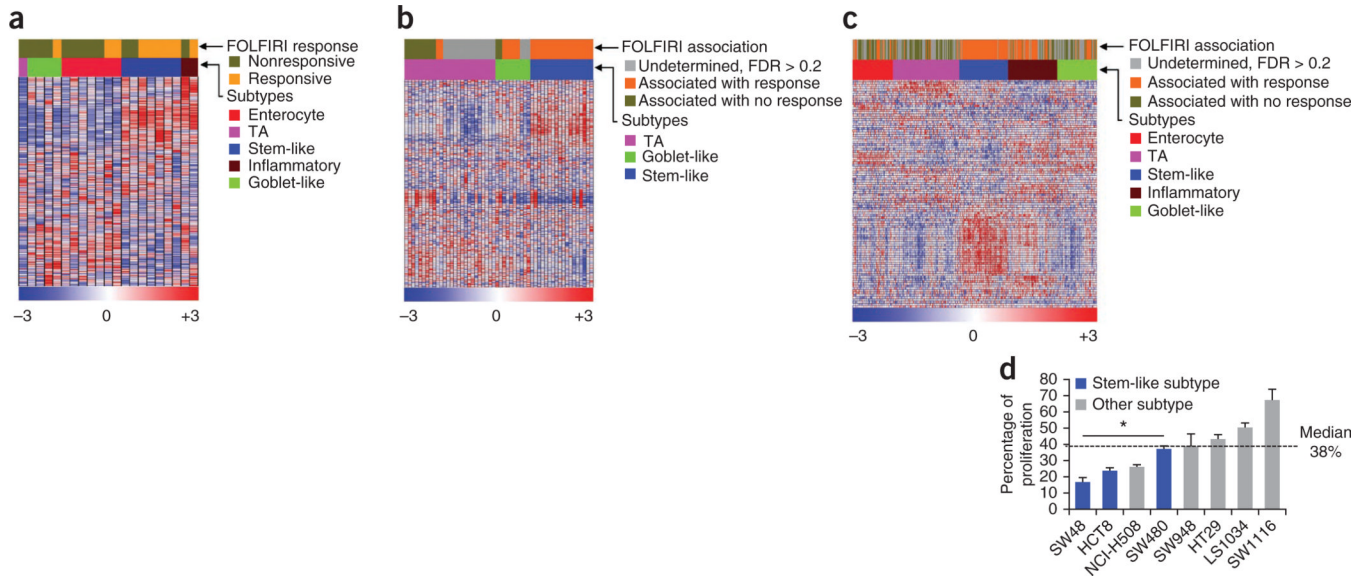 a
FOLFIRI response
Nonresponsive
Responsive
Subtypes
Enterocyte
TA
Stem-like
Inflammatory
Goblet-like
–3
0
+3
b
FOLFIRI association
Undetermined, FDR > 0.2
Associated with response
Associated with no response
Subtypes
TA
Goblet-like
Stem-like
–3
0
+3
c
FOLFIRI association
Undetermined, FDR > 0.2
Associated with response
Associated with no response
Subtypes
Enterocyte
TA
Stem-like
Inflammatory
Goblet-like
–3
0
+3
d
Percentage of
proliferation
80
70
60
50
40
30
20
10
0
Stem-like subtype
Other subtype
*
Median
38%
SW48
HCT8
NCI-H508
SW480
SW948
HT29
LS1034
SW1116